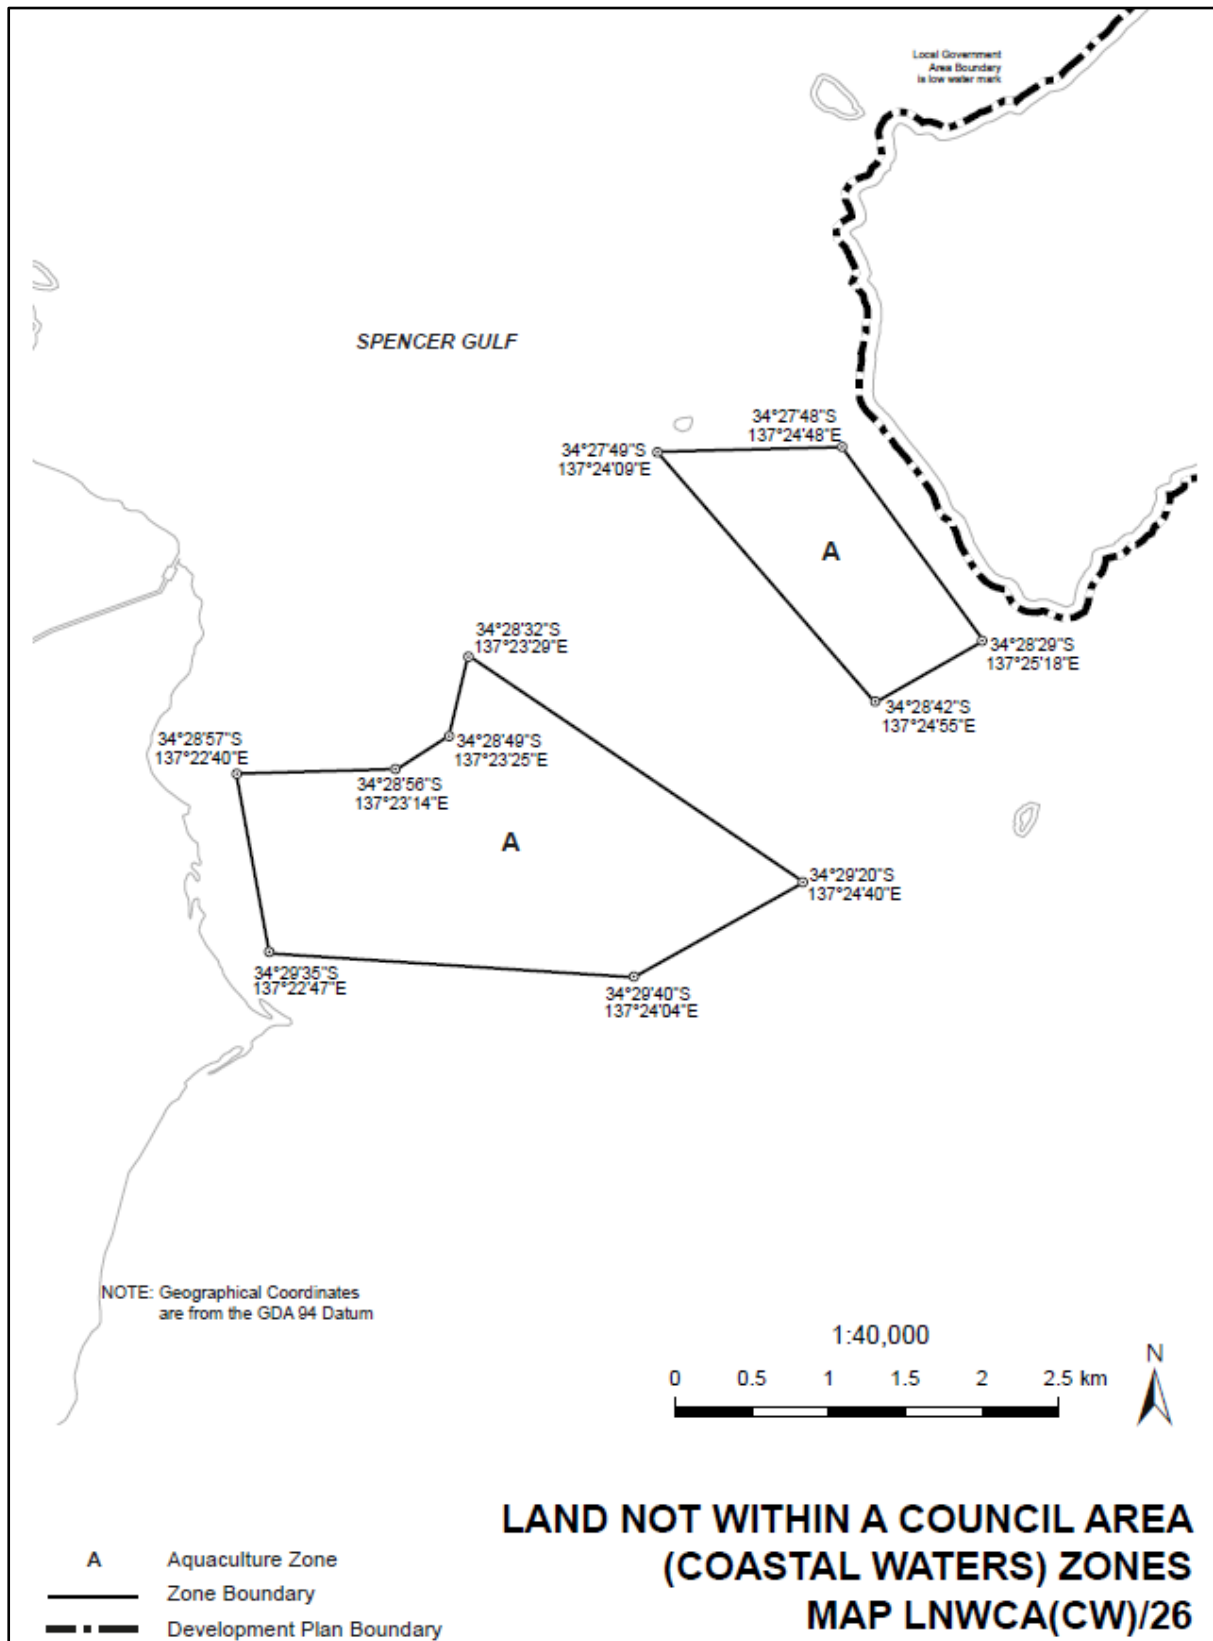 Local Government
Area Boundary
is low water mark
SPENCER GULF
34°27'48"S
137°24'48"E
34°27'49"S
137°24'09"E
A
34°28'32"S
137°23'29"E
34°28'29"S
137°25'18"E
34°28'42"S
137°24'55"E
34°28'57"S
137°22'40"E
34°28'49"S
137°23'25"E
34°28'56"S
137°23'14"E
A
34°29'20"S
137°24'40"E
34°29'35"S
137°22'47"E
34°29'40"S
137°24'04"E
NOTE: Geographical Coordinates
are from the GDA 94 Datum
1:40,000
N
0 0.5 1 1.5 2 2.5 km
LAND NOT WITHIN A COUNCIL AREA
(COASTAL WATERS) ZONES
MAP LNWCA(CW)/26
A Aquaculture Zone
Zone Boundary
Development Plan Boundary